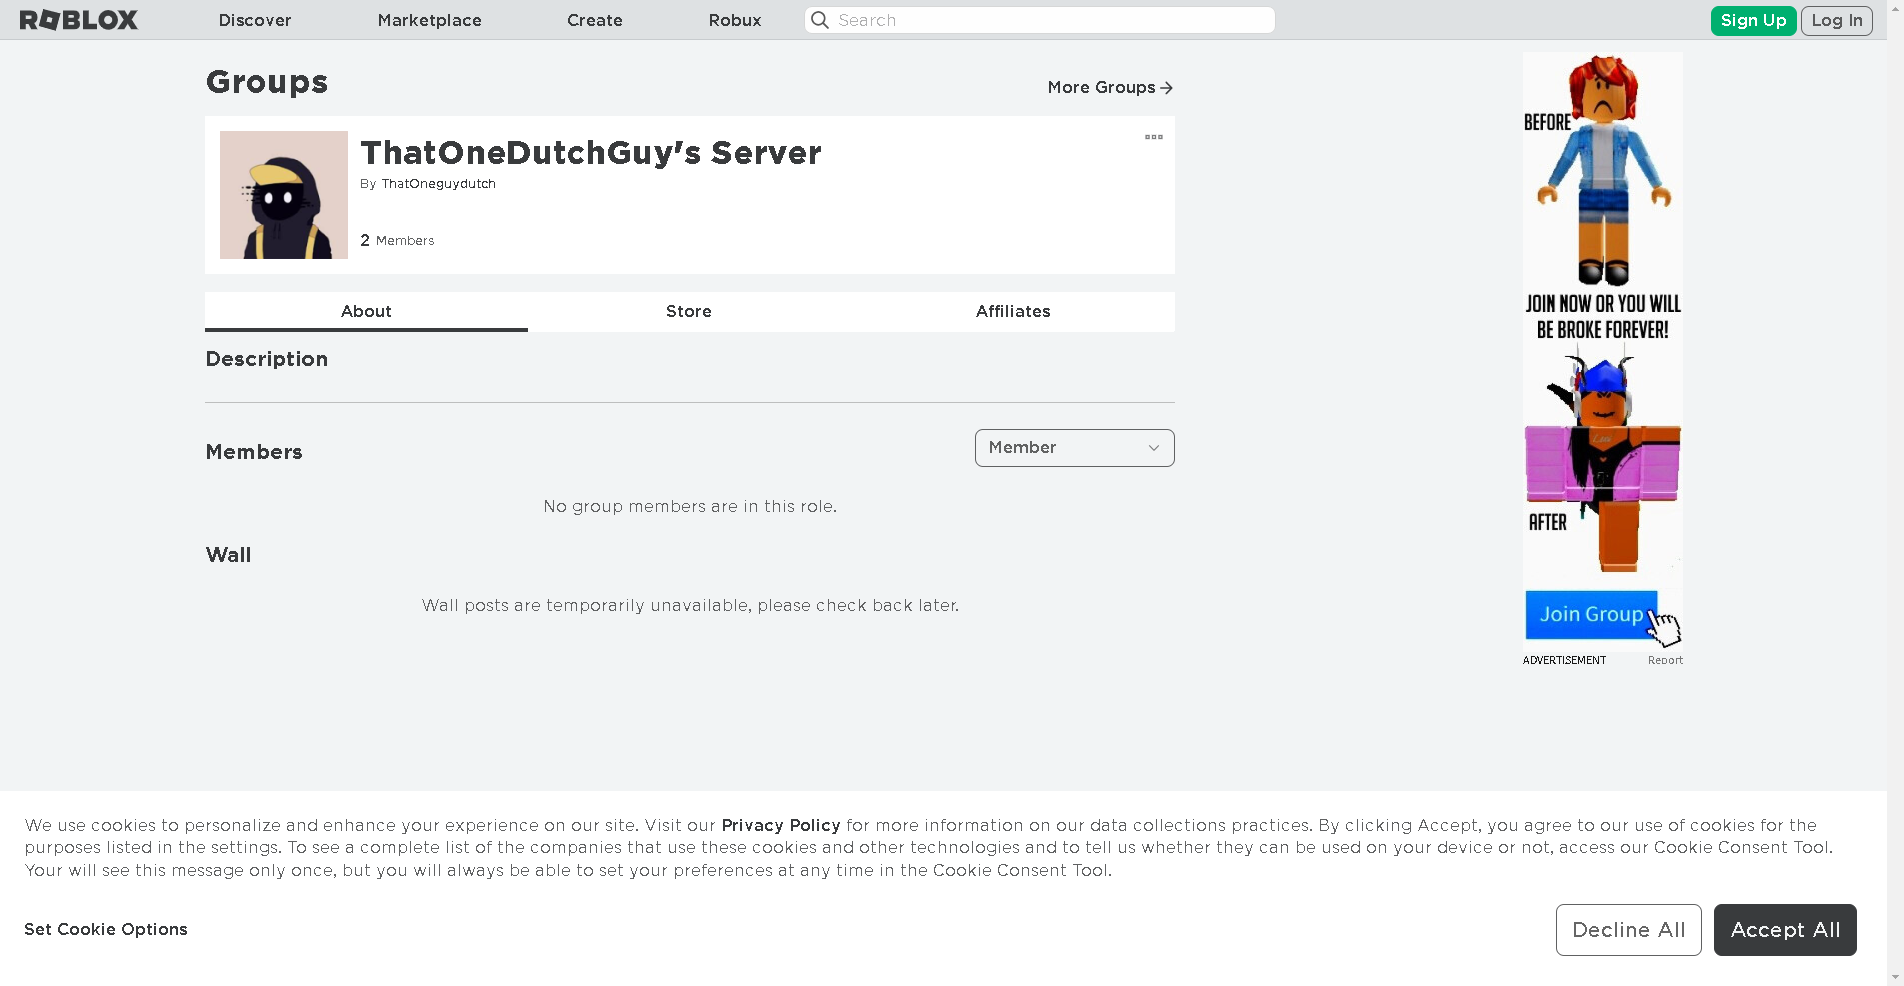 ROBLOX Discover Marketplace Create Robux Search Sign Up Log In
Groups
More Groups
ThatOneDutchGuy's Server
By ThatOneguydutch
2 Members
About Store Affiliates
Description
Members
Member
No group members are in this role.
Wall
Wall posts are temporarily unavailable, please check back later.
BEFORE
JOIN NOW OR YOU WILL
BE BROKE FOREVER!
AFTER
Join Group
ADVERTISEMENT Report
We use cookies to personalize and enhance your experience on our site. Visit our Privacy Policy for more information on our data collections practices. By clicking Accept, you agree to our use of cookies for the
purposes listed in the settings. To see a complete list of the companies that use these cookies and other technologies and to tell us whether they can be used on your device or not, access our Cookie Consent Tool.
Your will see this message only once, but you will always be able to set your preferences at any time in the Cookie Consent Tool.
Set Cookie Options
Decline All
Accept All